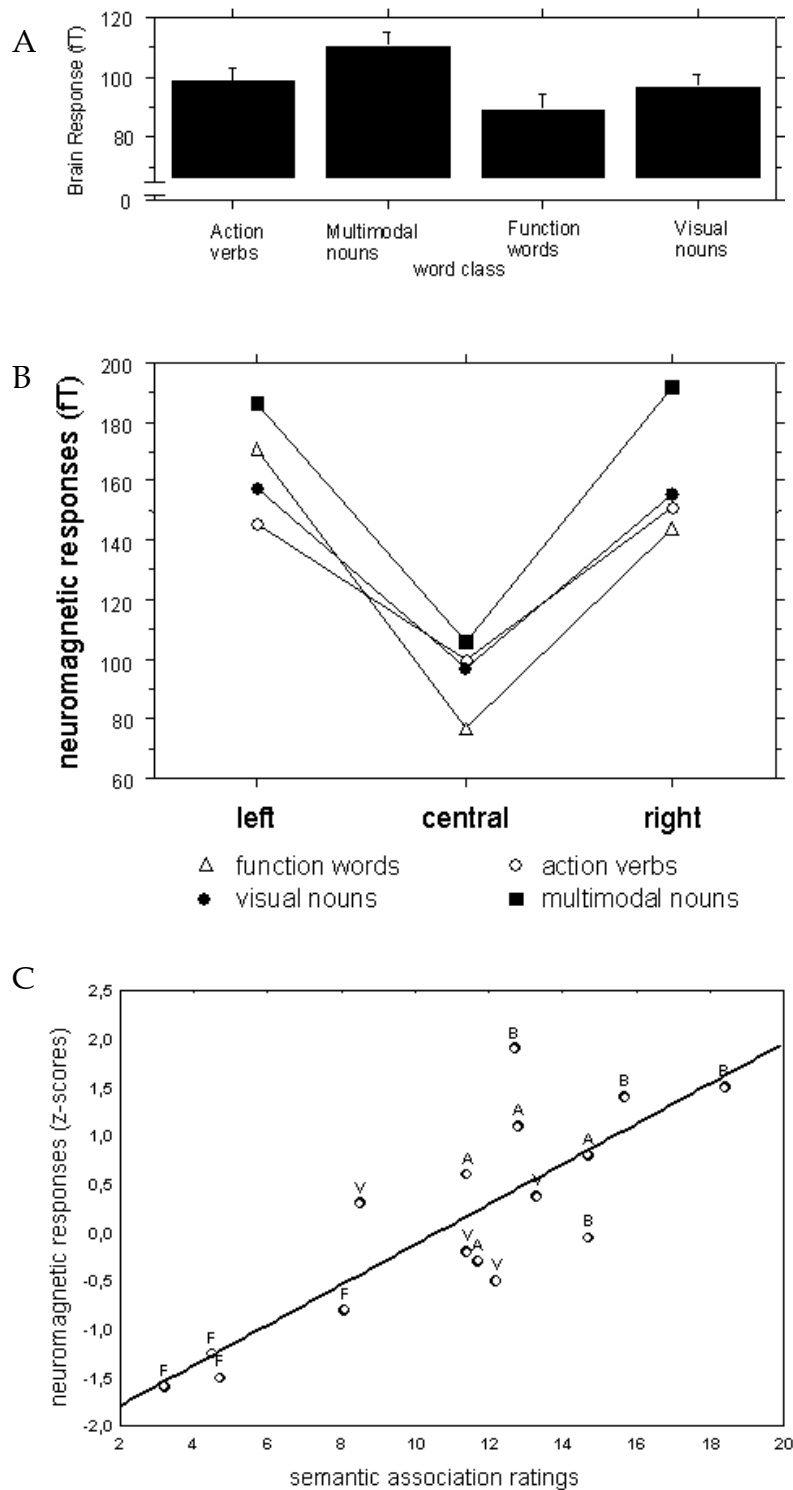 A
Brain Response (fT)
120
100
80
0
Action
verbs
Multimodal
nouns
Function
words
Visual
nouns
word class
B
neuromagnetic responses (fT)
200
180
160
140
120
100
80
60
left central right
function words action verbs
visual nouns multimodal nouns
C
neuromagnetic responses (z-scores)
2,5
2,0
1,5
1,0
0,5
0,0
-0,5
-1,0
-1,5
-2,0
B
B
B
A
A
A
V
V
B
V
A
V
F
F
F
F
2 4 6 8 10 12 14 16 18 20
semantic association ratings